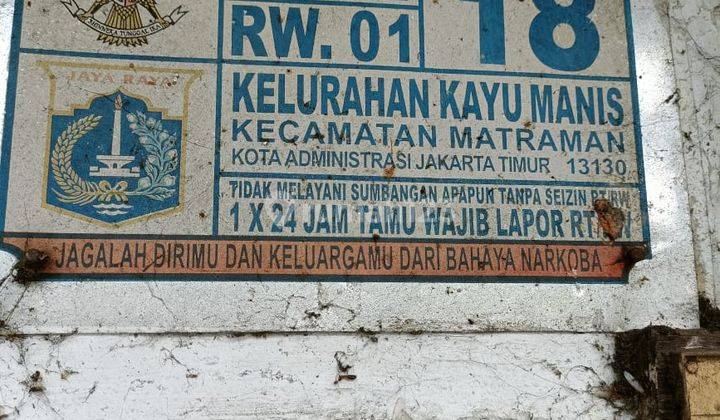 RW. 01
18
JAYA RAYA
KELURAHAN KAYU MANIS
KECAMATAN MATRAMAN
KOTA ADMINISTRASI JAKARTA TIMUR 13130
TIDAK MELAYANI SUMBANGAN APAPUN TANPA SEIZIN RT/RW
1 X 24 JAM TAMU WAJIB LAPOR
JAGALAH DIRIMU DAN KELUARGAMU DARI BAHAYA NARKOBA